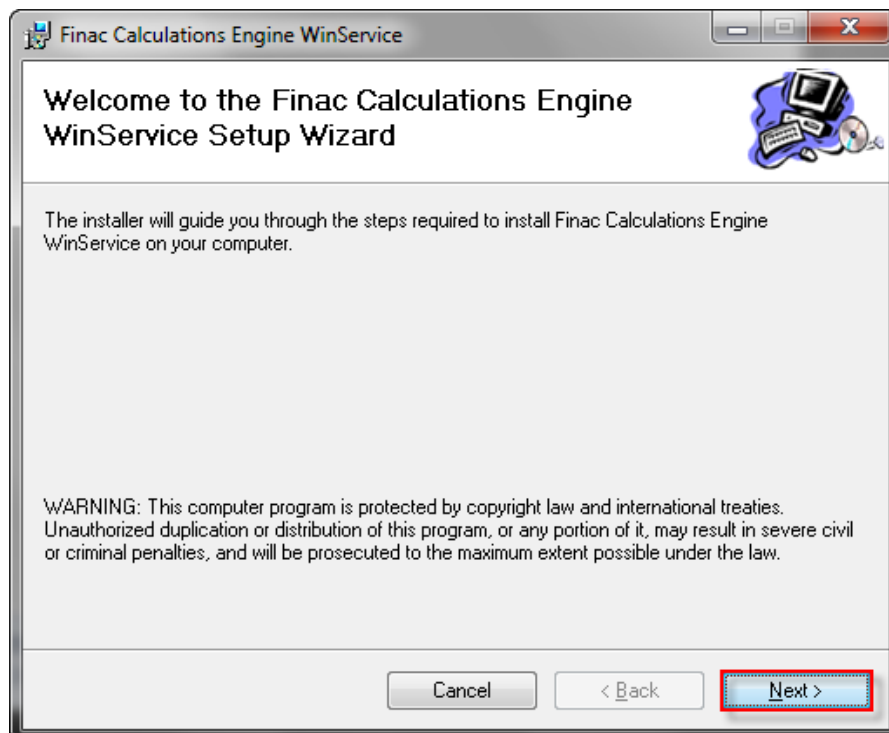 Finac Calculations Engine WinService
Welcome to the Finac Calculations Engine
WinService Setup Wizard
The installer will guide you through the steps required to install Finac Calculations Engine
WinService on your computer.
WARNING: This computer program is protected by copyright law and international treaties.
Unauthorized duplication or distribution of this program, or any portion of it, may result in severe civil
or criminal penalties, and will be prosecuted to the maximum extent possible under the law.
Cancel < Back Next >